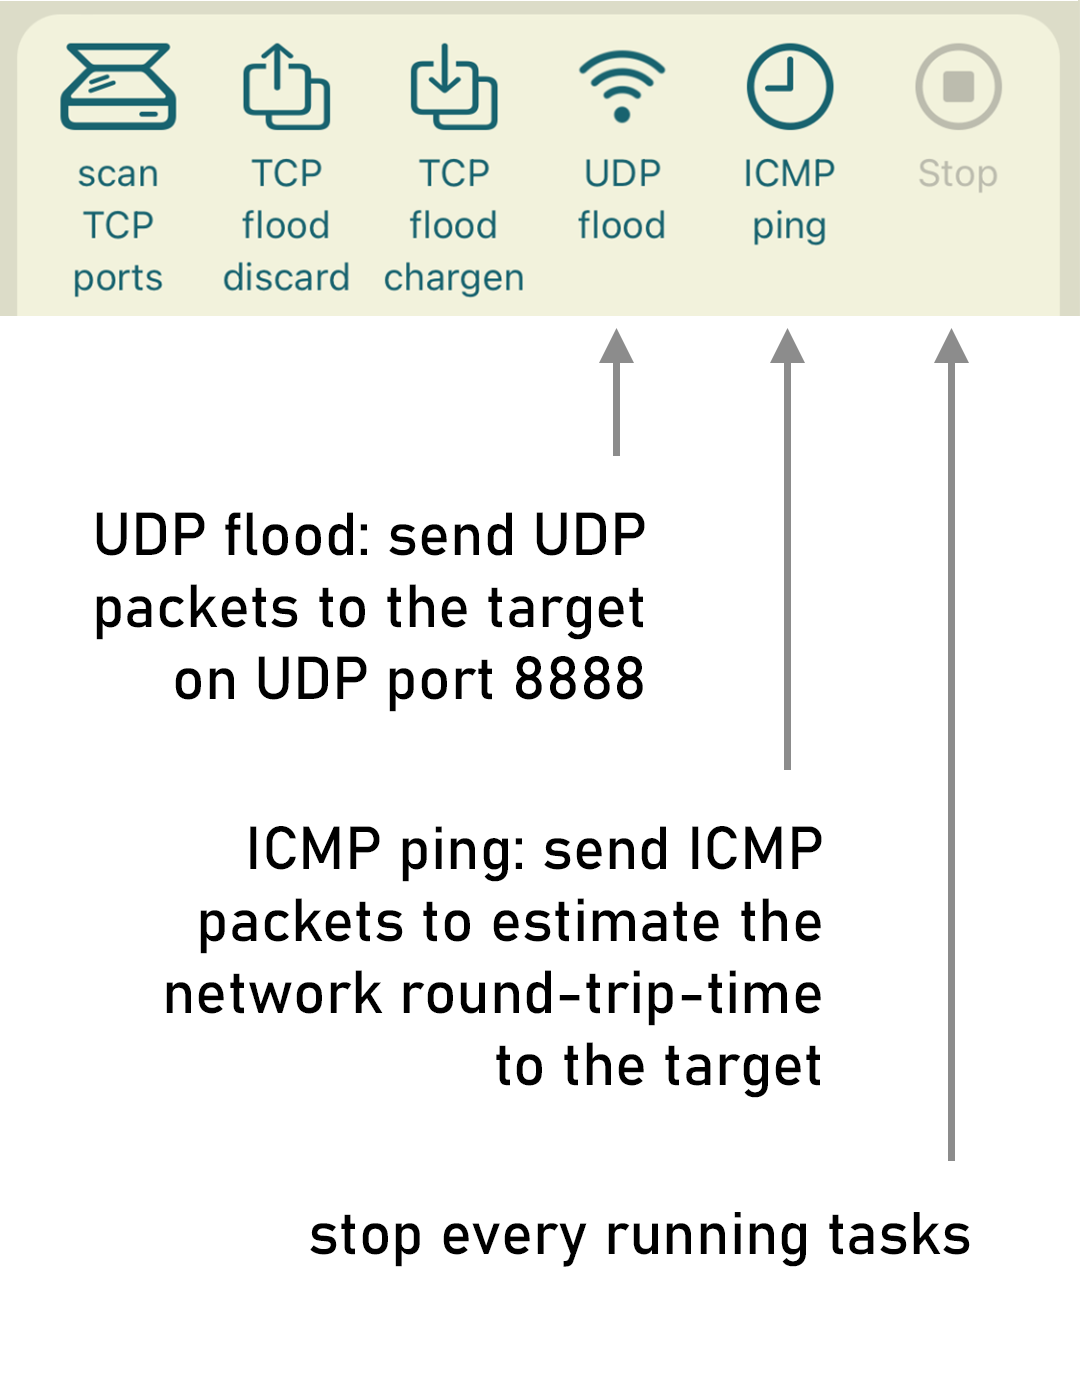 scan
TCP
ports
TCP
flood
discard
TCP
flood
chargen
UDP
flood
ICMP
ping
Stop
UDP flood: send UDP
packets to the target
on UDP port 8888
ICMP ping: send ICMP
packets to estimate the
network round-trip-time
to the target
stop every running tasks